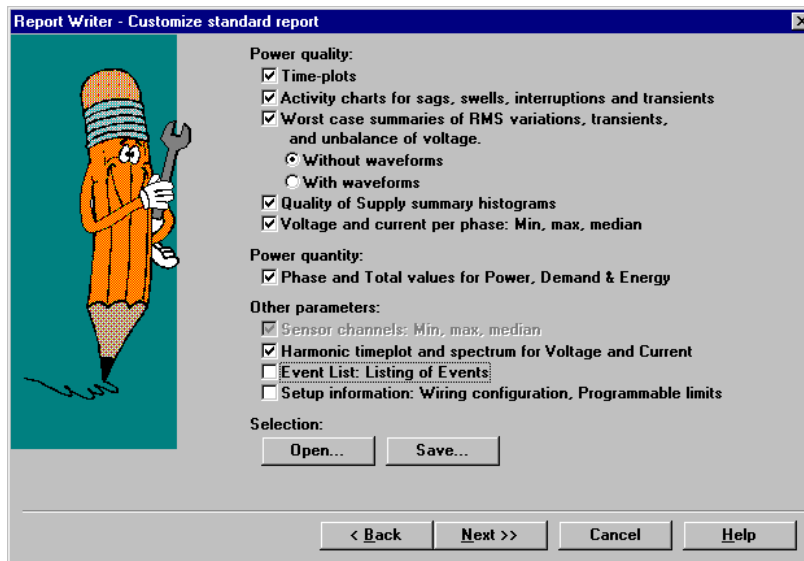 Report Writer - Customize standard report
Power quality:
Time-plots
Activity charts for sags, swells, interruptions and transients
Worst case summaries of RMS variations, transients,
and unbalance of voltage.
Without waveforms
With waveforms
Quality of Supply summary histograms
Voltage and current per phase: Min, max, median
Power quantity:
Phase and Total values for Power, Demand & Energy
Other parameters:
Sensor channels: Min, max, median
Harmonic timeplot and spectrum for Voltage and Current
Event List: Listing of Events
Setup information: Wiring configuration, Programmable limits
Selection:
Open... Save...
< Back Next >> Cancel Help